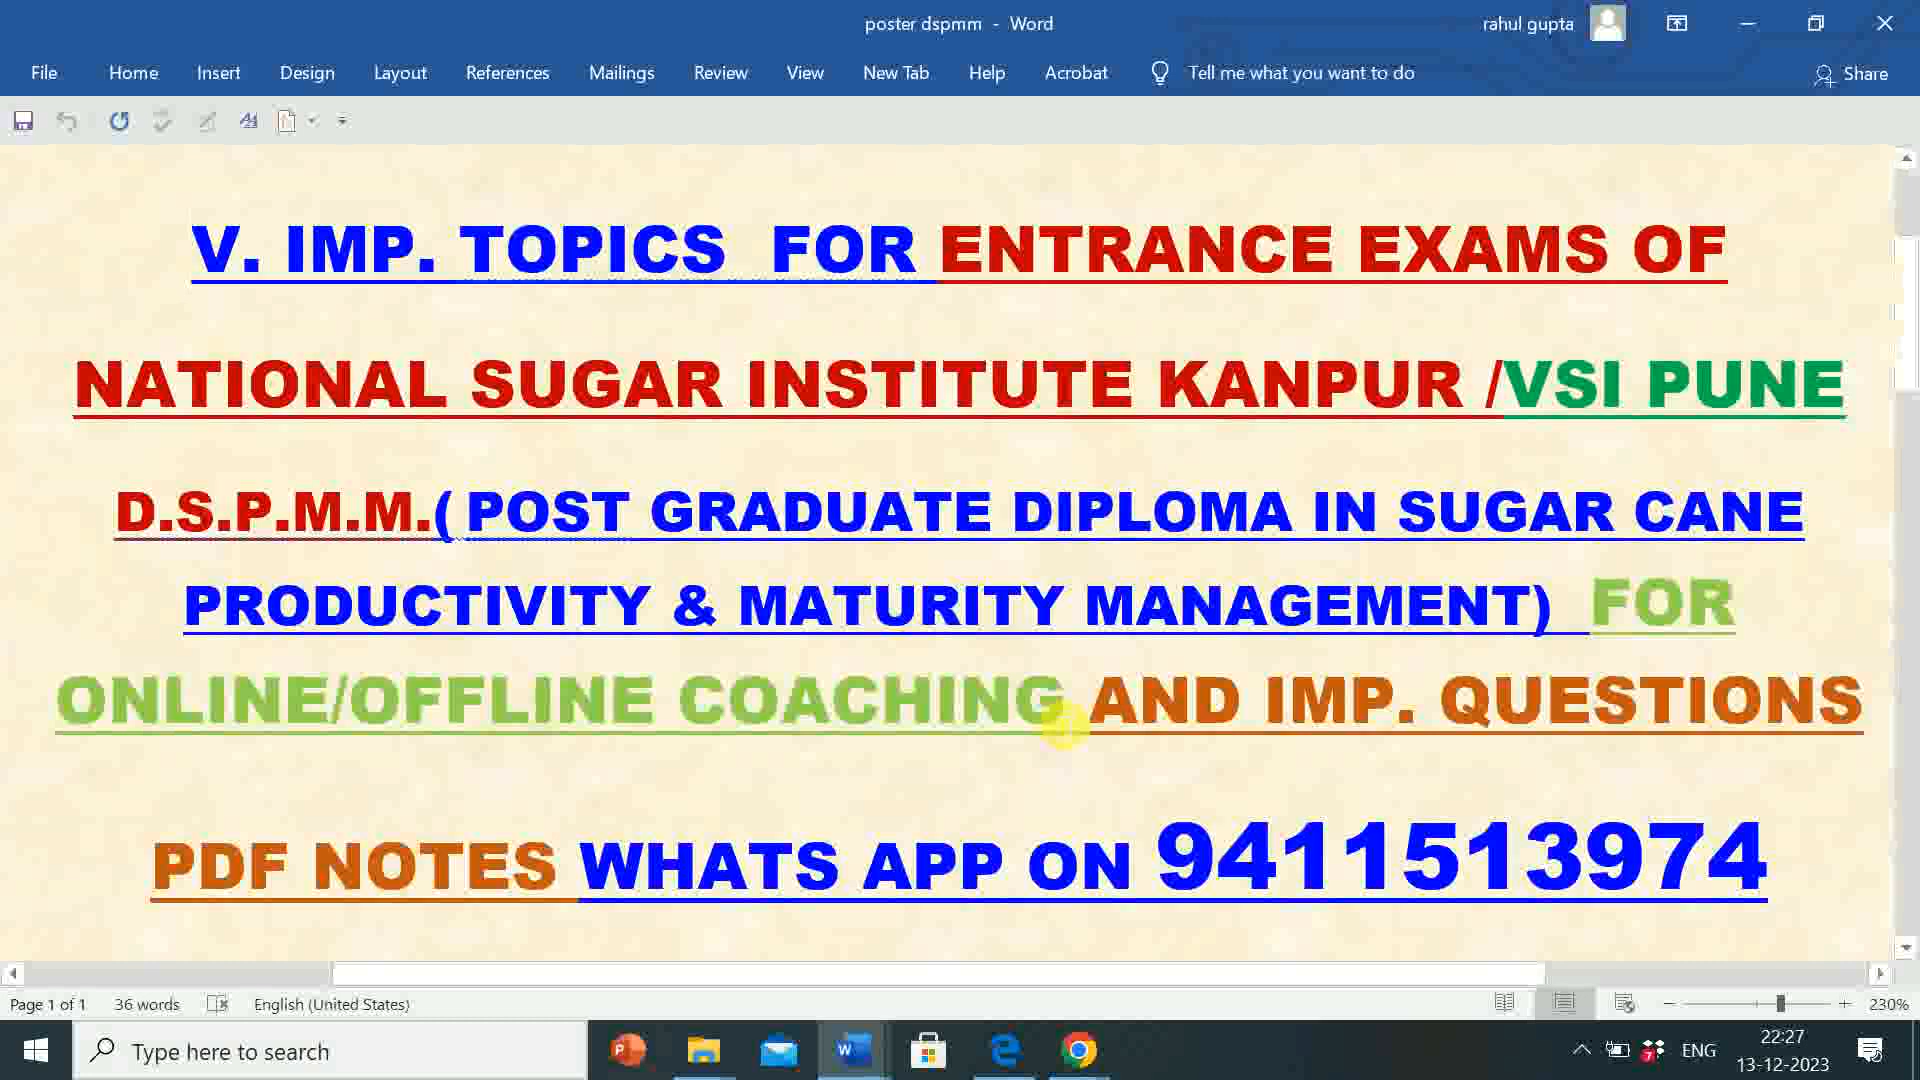 poster dspmm - Word
rahul gupta
File Home Insert Design Layout References Mailings Review View New Tab Help Acrobat Tell me what you want to do Share
V. IMP. TOPICS FOR ENTRANCE EXAMS OF
NATIONAL SUGAR INSTITUTE KANPUR /VSI PUNE
D.S.P.M.M.( POST GRADUATE DIPLOMA IN SUGAR CANE
PRODUCTIVITY & MATURITY MANAGEMENT) FOR
ONLINE/OFFLINE COACHING AND IMP. QUESTIONS
PDF NOTES WHATS APP ON 9411513974
Page 1 of 1 36 words English (United States) 230%
Type here to search
ENG
22:27
13-12-2023